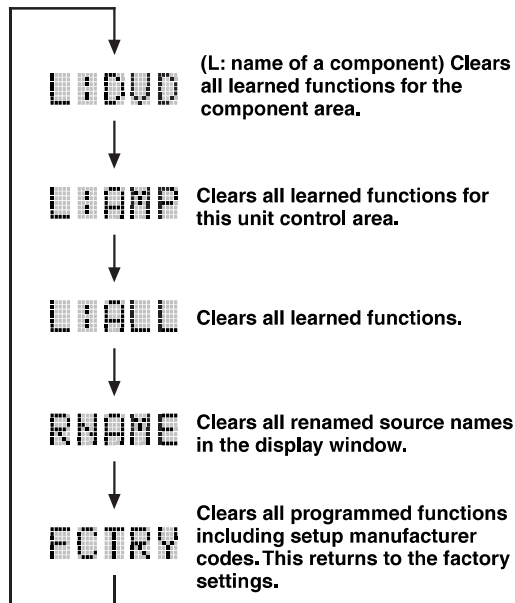 L:DVD
(L: name of a component) Clears
all learned functions for the
component area.
L:AMP
Clears all learned functions for
this unit control area.
L:ALL
Clears all learned functions.
RNAME
Clears all renamed source names
in the display window.
FCTRY
Clears all programmed functions
including setup manufacturer
codes. This returns to the factory
settings.